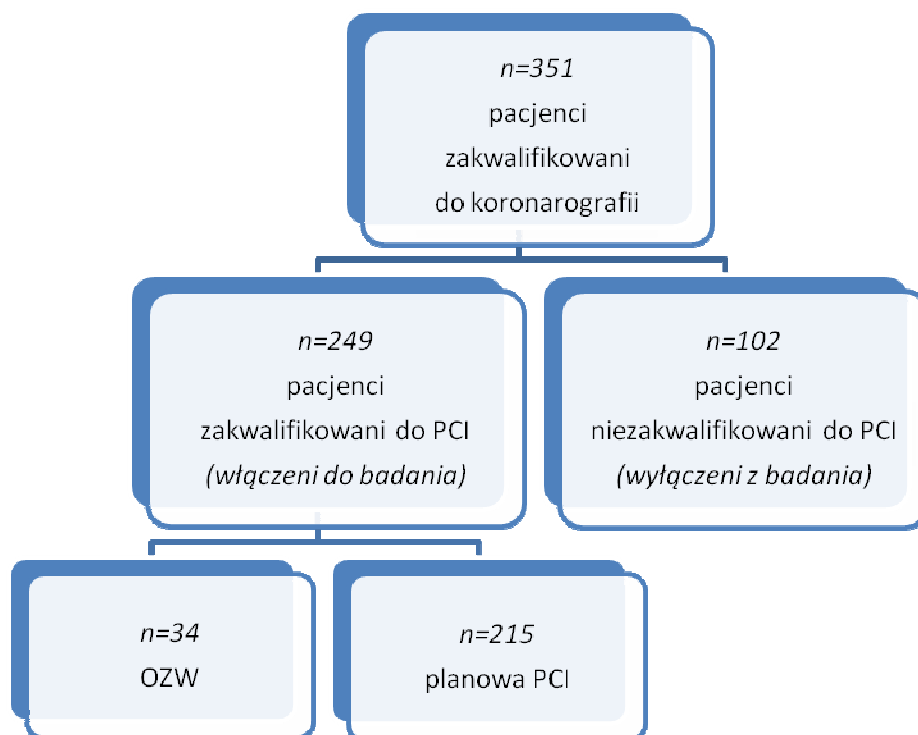 n=351
pacjenci
zakwalifikowani
do koronarografii
n=249
pacjenci
zakwalifikowani do PCI
(włączeni do badania)
n=102
pacjenci
niezakwalifikowani do PCI
(wyłączeni z badania)
n=34
OZW
n=215
planowa PCI